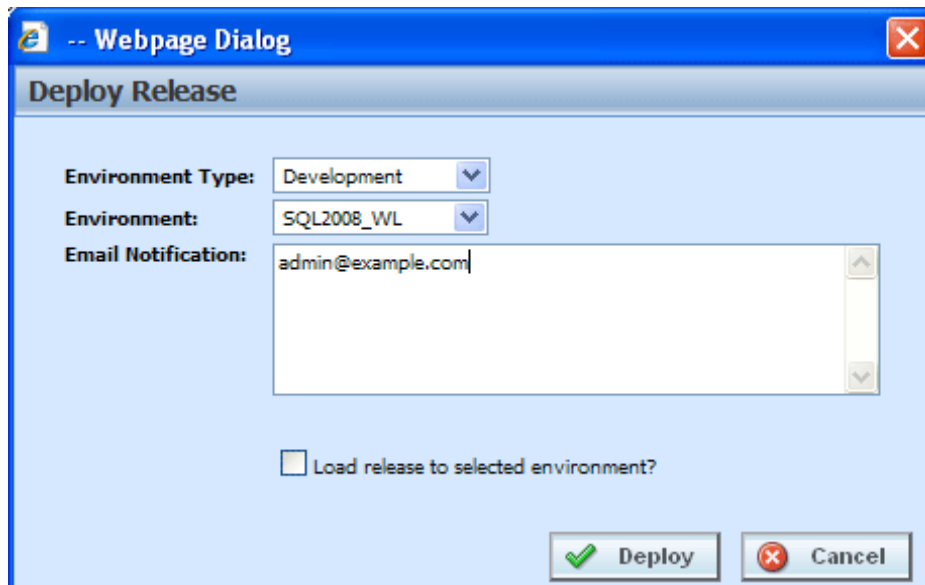 -- Webpage Dialog
Deploy Release
Environment Type: Development
Environment: SQL2008_WL
Email Notification: admin@example.com
Load release to selected environment?
Deploy Cancel